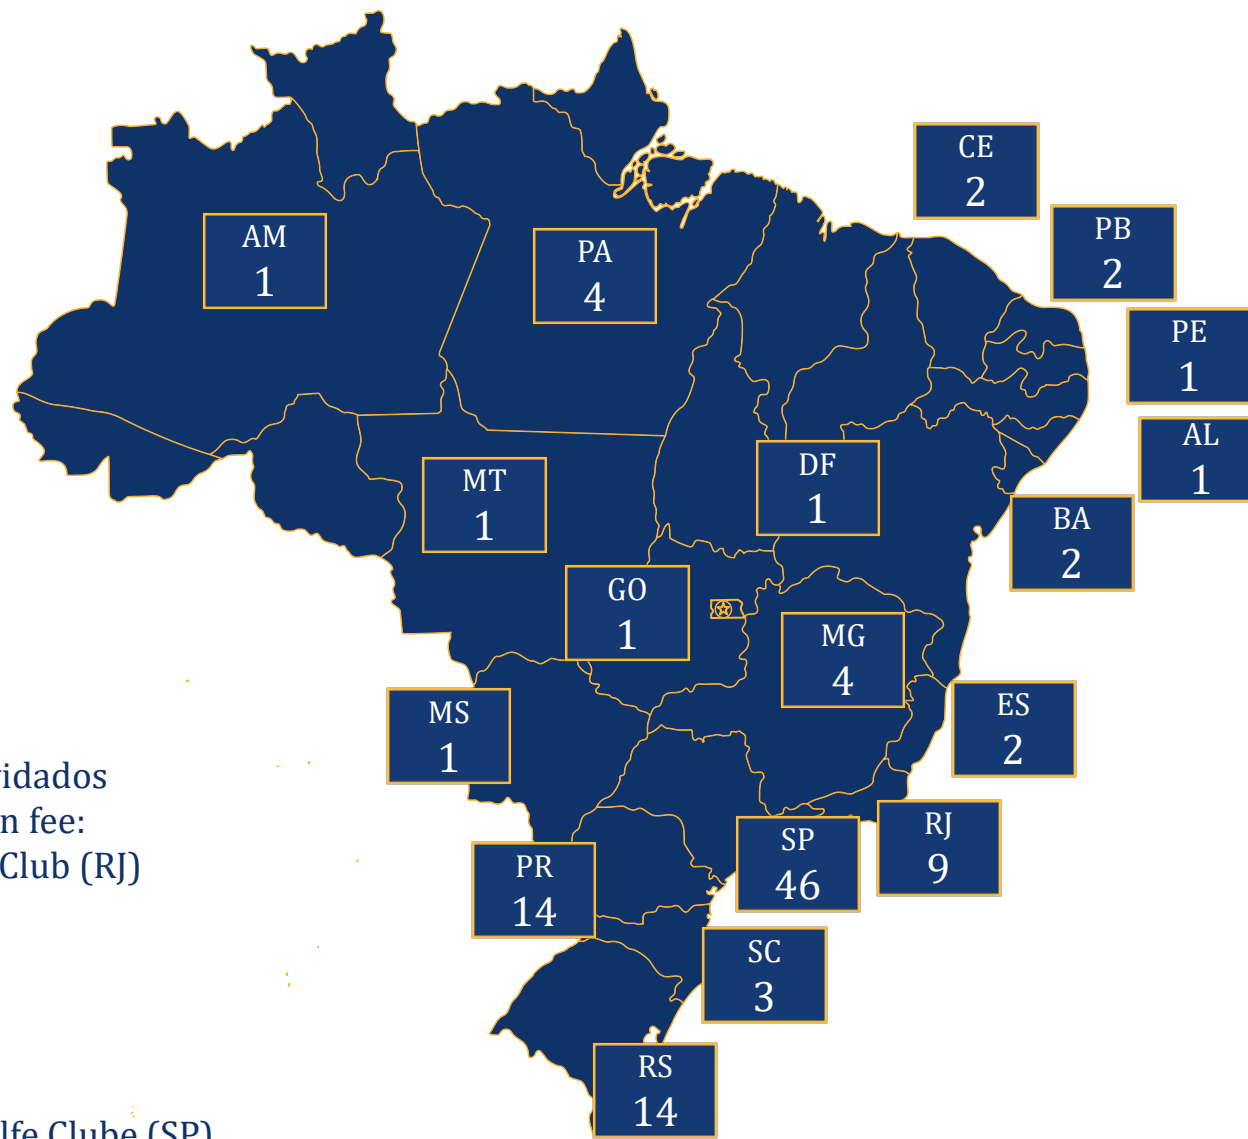 CE
2
PB
2
AM
1
PA
4
PE
1
AL
1
DF
1
MT
1
BA
2
GO
1
MG
4
ES
2
MS
1
RJ
9
SP
46
PR
14
SC
3
RS
14
vidados
n fee:
Club (RJ)
lfe Clube (SP)